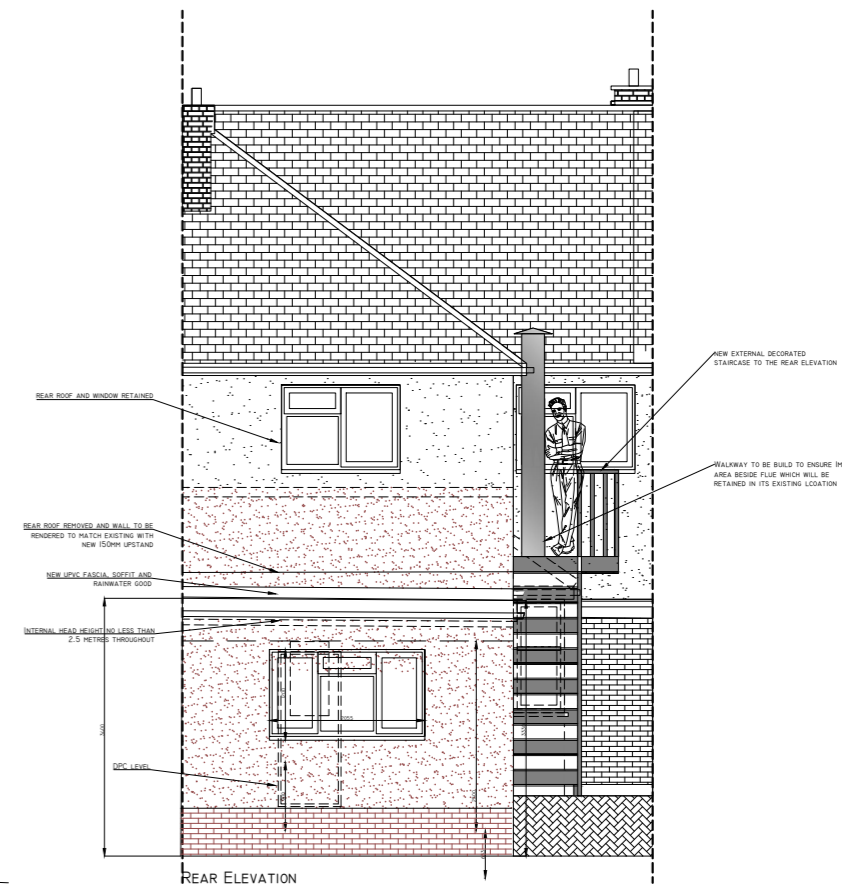 NEW EXTERNAL DECORATED
STAIRCASE TO THE REAR ELEVATION
REAR ROOF AND WINDOW RETAINED
WALKWAY TO BE BUILD TO ENSURE 1M
AREA BESIDE FLUE WHICH WILL BE
RETAINED IN ITS EXISTING LCOATION
REAR ROOF REMOVED AND WALL TO BE
RENDERED TO MATCH EXISTING WITH
NEW 150MM UPSTAND
NEW UPVC FASCIA, SOFFIT AND
RAINWATER GOOD
INTERNAL HEAD HEIGHT NO LESS THAN
2.5 METRES THROUGHOUT
2055
DPC LEVEL
REAR ELEVATION